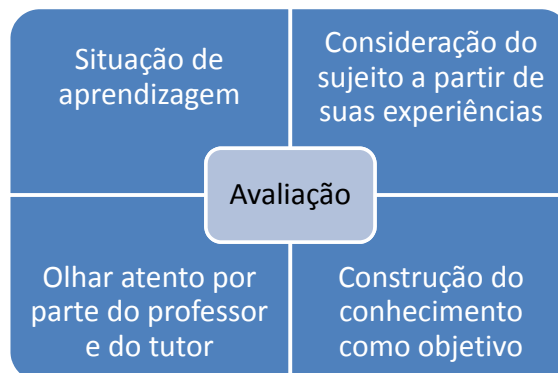 Situação de
aprendizagem
Consideração do
sujeito a partir de
suas experiências
Avaliação
Olhar atento por
parte do professor
e do tutor
Construção do
conhecimento
como objetivo